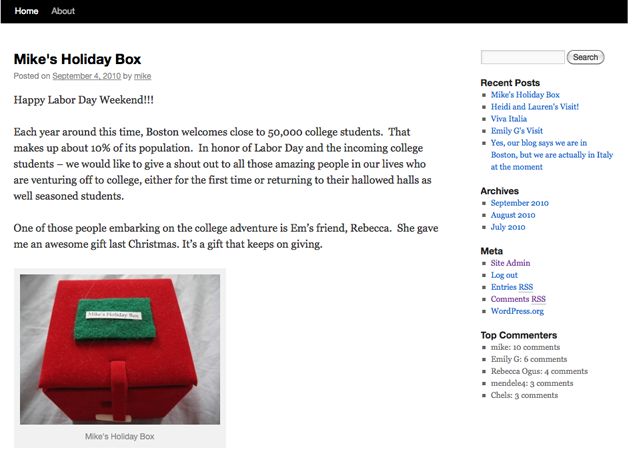 Home About
Mike's Holiday Box
Posted on September 4, 2010 by mike
Happy Labor Day Weekend!!!
Each year around this time, Boston welcomes close to 50,000 college students. That
makes up about 10% of its population. In honor of Labor Day and the incoming college
students – we would like to give a shout out to all those amazing people in our lives who
are venturing off to college, either for the first time or returning to their hallowed halls as
well seasoned students.
One of those people embarking on the college adventure is Em's friend, Rebecca. She gave
me an awesome gift last Christmas. It's a gift that keeps on giving.
Mike's Holiday Box
Mike's Holiday Box
Search
Recent Posts
Mike's Holiday Box
Heidi and Lauren's Visit!
Viva Italia
Emily G's Visit
Yes, our blog says we are in
Boston, but we are actually in Italy
at the moment
Archives
September 2010
August 2010
July 2010
Meta
Site Admin
Log out
Entries RSS
Comments RSS
WordPress.org
Top Commenters
mike: 10 comments
Emily G: 6 comments
Rebecca Ogus: 4 comments
mendele4: 3 comments
Chels: 3 comments